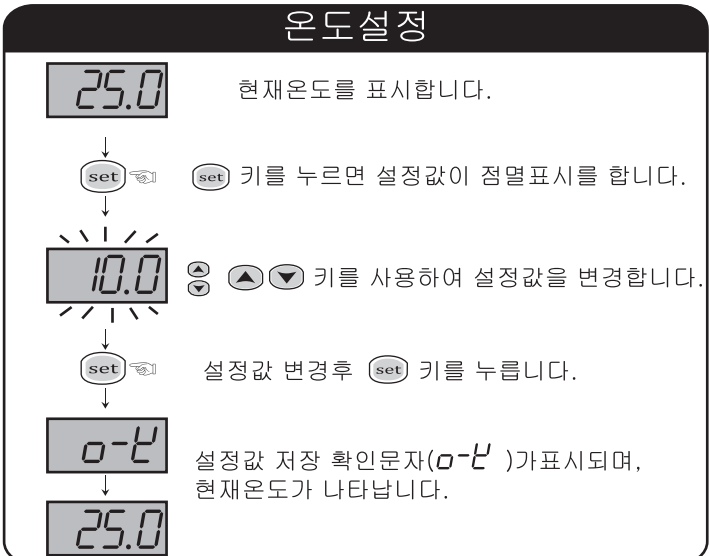 온도설정
25.0
현재온도를 표시합니다.
set
set 키를 누르면 설정값이 점멸표시를 합니다.
10.0
키를 사용하여 설정값을 변경합니다.
set
설정값 변경후 set 키를 누릅니다.
o-k
설정값 저장 확인문자(o-k )가표시되며,
현재온도가 나타납니다.
25.0